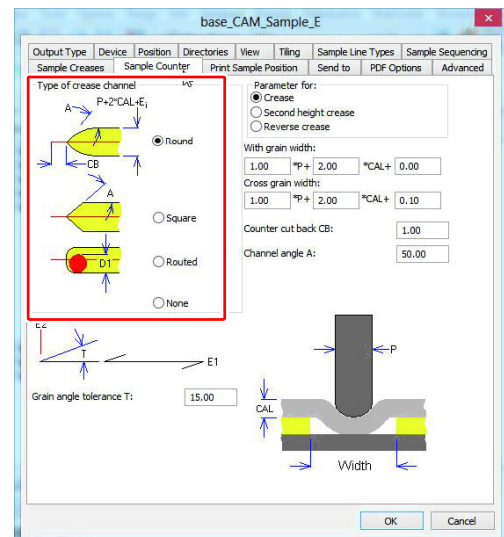 base_CAM_Sample_E
Output Type Device Position Directories View Tiling Sample Line Types Sample Sequencing
Sample Creases Sample Counter Print Sample Position Send to PDF Options Advanced
Type of crease channel
P+2*CAL+Ei
A
Round
CB
A
Square
D1
Routed
None
Parameter for:
Crease
Second height crease
Reverse crease
With grain width:
1.00 *P+ 2.00 *CAL+ 0.00
Cross grain width:
1.00 *P+ 2.00 *CAL+ 0.10
Counter cut back CB: 1.00
Channel angle A: 50.00
E2
T
E1
Grain angle tolerance T: 15.00
P
CAL
Width
OK Cancel